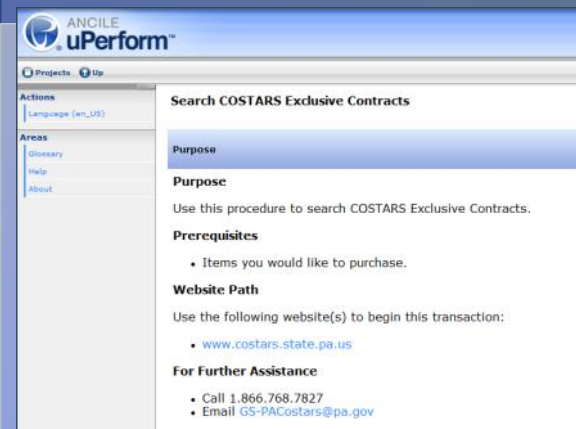 ANCILE
uPerform™
Projects Up
Actions
Language (en_US)
Areas
Glossary
Help
About
Search COSTARS Exclusive Contracts
Purpose
Purpose
Use this procedure to search COSTARS Exclusive Contracts.
Prerequisites
• Items you would like to purchase.
Website Path
Use the following website(s) to begin this transaction:
• www.costars.state.pa.us
For Further Assistance
• Call 1.866.768.7827
• Email GS-PACostars@pa.gov